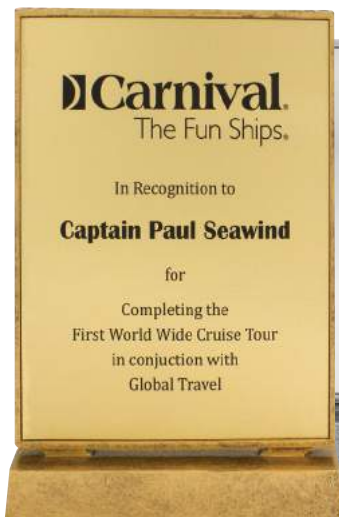 Carnival.
The Fun Ships.
In Recognition to
Captain Paul Seawind
for
Completing the
First World Wide Cruise Tour
in conjuction with
Global Travel